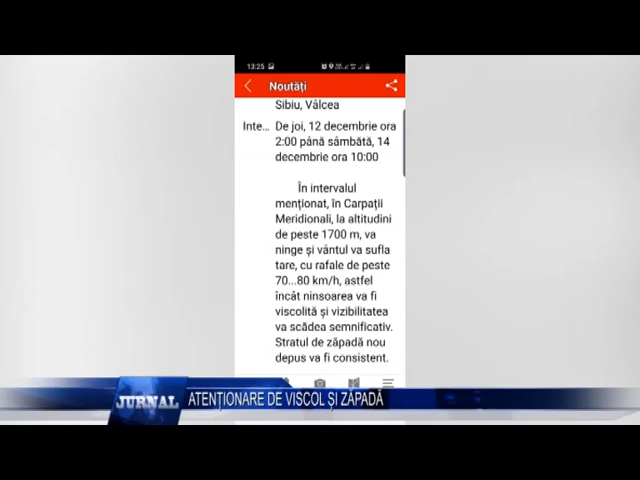 13:25
Noutăți
Sibiu, Vâlcea
Inte... De joi, 12 decembrie ora
2:00 până sâmbătă, 14
decembrie ora 10:00
În intervalul
menționat, în Carpații
Meridionali, la altitudini
de peste 1700 m, va
ninge și vântul va sufla
tare, cu rafale de peste
70...80 km/h, astfel
încât ninsoarea va fi
viscolită și vizibilitatea
va scădea semnificativ.
Stratul de zăpadă nou
depus va fi consistent.
JURNAL
ATENȚIONARE DE VISCOL ȘI ZĂPADĂ